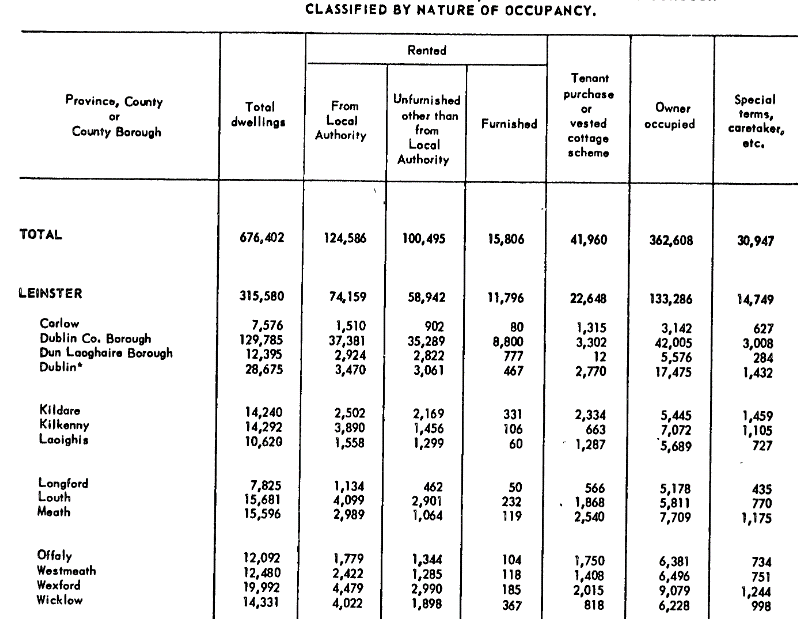 CLASSIFIED BY NATURE OF OCCUPANCY.
Province, County or County Borough | Total dwellings | Rented | Tenant purchase or vested cottage scheme | Owner occupied | Special terms, caretaker, etc.
From Local Authority | Unfurnished other than from Local Authority | Furnished
TOTAL 676,402 124,586 100,495 15,806 41,960 362,608 30,947
LEINSTER 315,580 74,159 58,942 11,796 22,648 133,286 14,749
Carlow 7,576 1,510 902 80 1,315 3,142 627
Dublin Co. Borough 129,785 37,381 35,289 8,800 3,302 42,005 3,008
Dun Laoghaire Borough 12,395 2,924 2,822 777 12 5,576 284
Dublin* 28,675 3,470 3,061 467 2,770 17,475 1,432
Kildare 14,240 2,502 2,169 331 2,334 5,445 1,459
Kilkenny 14,292 3,890 1,456 106 663 7,072 1,105
Laoighis 10,620 1,558 1,299 60 1,287 5,689 727
Longford 7,825 1,134 462 50 566 5,178 435
Louth 15,681 4,099 2,901 232 1,868 5,811 770
Meath 15,596 2,989 1,064 119 2,540 7,709 1,175
Offaly 12,092 1,779 1,344 104 1,750 6,381 734
Westmeath 12,480 2,422 1,285 118 1,408 6,496 751
Wexford 19,992 4,479 2,990 185 2,015 9,079 1,244
Wicklow 14,331 4,022 1,898 367 818 6,228 998